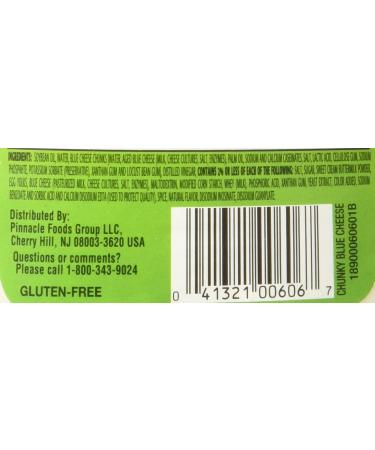 INGREDIENTS: SOYBEAN OIL, WATER, BLUE CHEESE CHUNKS (WATER, AGED BLUE CHEESE [MILK, CHEESE CULTURES, SALT, ENZYMES], PALM OIL, SODIUM AND CALCIUM CASEINATES, SALT, LACTIC ACID, CELLULOSE GUM, SODIUM
PHOSPHATE, POTASSIUM SORBATE [PRESERVATIVE], XANTHAN GUM AND LOCUST BEAN GUM), DISTILLED VINEGAR, CONTAINS 2% OR LESS OF EACH OF THE FOLLOWING: SALT, SUGAR, SWEET CREAM BUTTERMILK POWDER,
EGG YOLKS, BLUE CHEESE (PASTEURIZED MILK, CHEESE CULTURES, SALT, ENZYMES), MALTODEXTRIN, MODIFIED CORN STARCH, WHEY (MILK), PHOSPHORIC ACID, XANTHAN GUM, YEAST EXTRACT, COLOR ADDED, SODIUM
BENZOATE AND SORBIC ACID AND CALCIUM DISODIUM EDTA (USED TO PROTECT QUALITY), SPICE, NATURAL FLAVOR, DISODIUM INOSINATE, DISODIUM GUANYLATE.
Distributed By:
Pinnacle Foods Group LLC,
Cherry Hill, NJ 08003-3620 USA
Questions or comments?
Please call 1-800-343-9024
GLUTEN-FREE
0 41321 00606 7
CHUNKY BLUE CHEESE
18900060601B